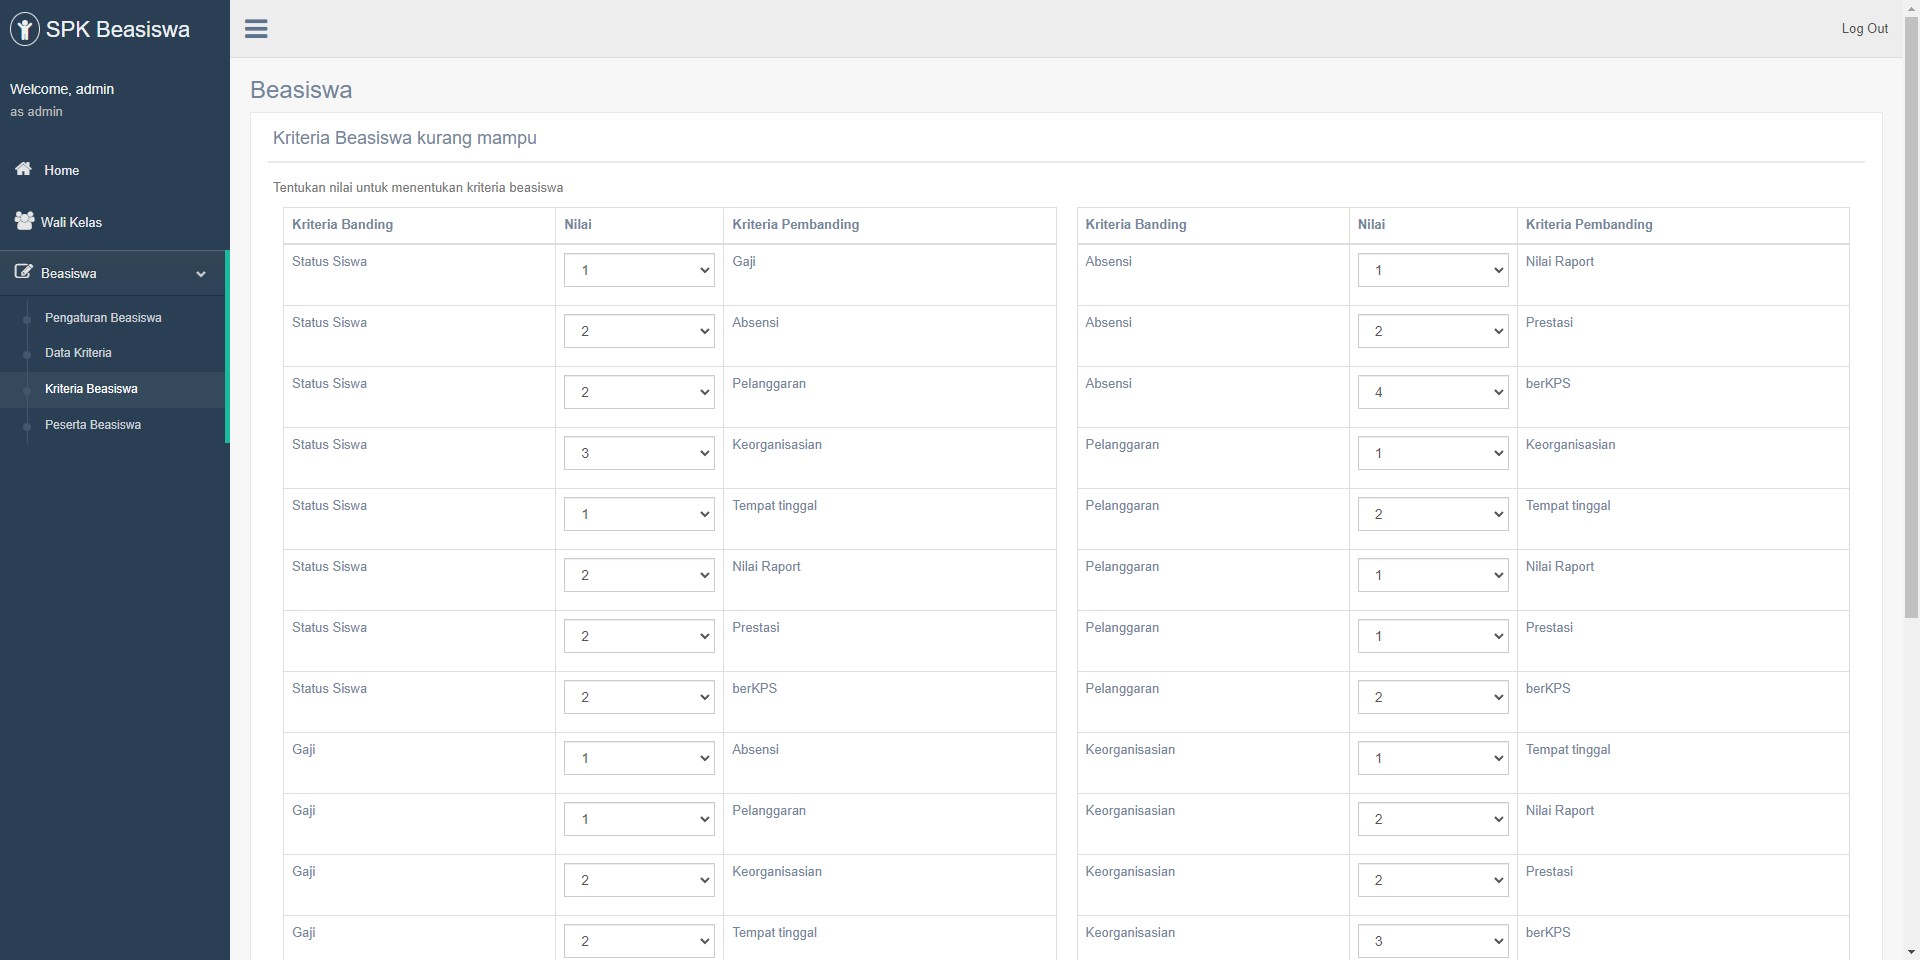 SPK Beasiswa
Log Out
Welcome, admin
as admin
Home
Wali Kelas
Beasiswa
Pengaturan Beasiswa
Data Kriteria
Kriteria Beasiswa
Peserta Beasiswa
Beasiswa
Kriteria Beasiswa kurang mampu
Tentukan nilai untuk menentukan kriteria beasiswa
Kriteria Banding Nilai Kriteria Pembanding
Status Siswa 1 Gaji
Status Siswa 2 Absensi
Status Siswa 2 Pelanggaran
Status Siswa 3 Keorganisasian
Status Siswa 1 Tempat tinggal
Status Siswa 2 Nilai Raport
Status Siswa 2 Prestasi
Status Siswa 2 berKPS
Gaji 1 Absensi
Gaji 1 Pelanggaran
Gaji 2 Keorganisasian
Gaji 2 Tempat tinggal
Kriteria Banding Nilai Kriteria Pembanding
Absensi 1 Nilai Raport
Absensi 2 Prestasi
Absensi 4 berKPS
Pelanggaran 1 Keorganisasian
Pelanggaran 2 Tempat tinggal
Pelanggaran 1 Nilai Raport
Pelanggaran 1 Prestasi
Pelanggaran 2 berKPS
Keorganisasian 1 Tempat tinggal
Keorganisasian 2 Nilai Raport
Keorganisasian 2 Prestasi
Keorganisasian 3 berKPS